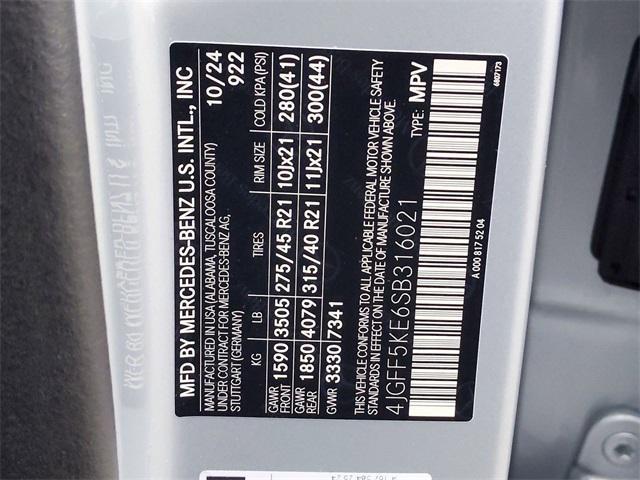 MFD BY MERCEDES-BENZ U.S. INTL., INC
MANUFACTURED IN USA (ALABAMA, TUSCALOOSA COUNTY)
UNDER CONTRACT FOR MERCEDES-BENZ AG,
STUTTGART (GERMANY)
10/24
922
KG LB TIRES RIM SIZE COLD KPA (PSI)
GAWR FRONT 1590 3505 275/45 R21 10Jx21 280(41)
GAWR REAR 1850 4079 315/40 R21 11Jx21 300(44)
GVWR 3330 7341
THIS VEHICLE CONFORMS TO ALL APPLICABLE FEDERAL MOTOR VEHICLE SAFETY
STANDARDS IN EFFECT ON THE DATE OF MANUFACTURE SHOWN ABOVE.
4JGFF5KE6SB316021 TYPE: MPV
A 000 817 52 04
6807173